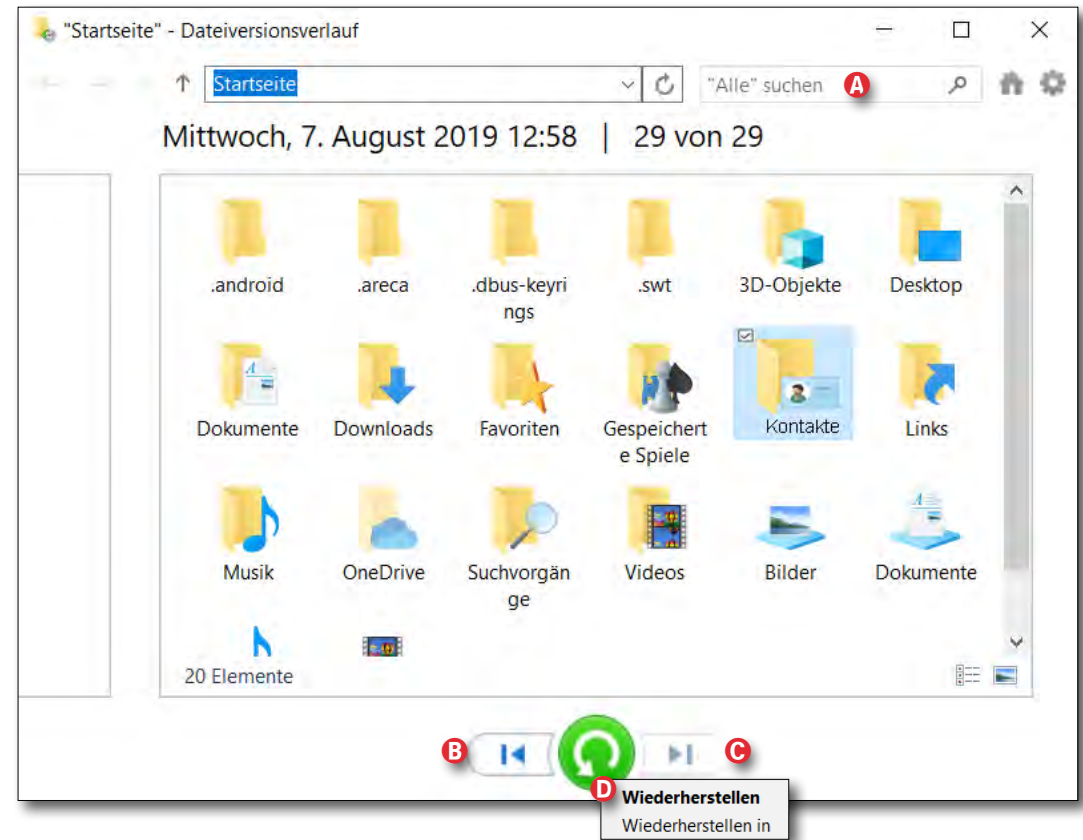 "Startseite" - Dateiversionsverlauf
Startseite
"Alle" suchen A
Mittwoch, 7. August 2019 12:58 | 29 von 29
.android .areca .dbus-keyri .swt 3D-Objekte Desktop
ngs
Dokumente Downloads Favoriten Gespeichert Kontakte Links
e Spiele
Musik OneDrive Suchvorgän Videos Bilder Dokumente
ge
20 Elemente
B C
D Wiederherstellen
Wiederherstellen in